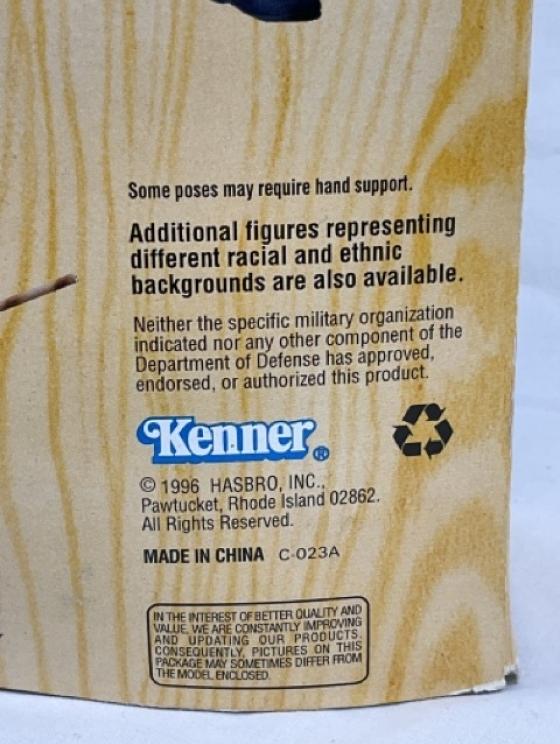 Some poses may require hand support.
Additional figures representing
different racial and ethnic
backgrounds are also available.
Neither the specific military organization
indicated nor any other component of the
Department of Defense has approved,
endorsed, or authorized this product.
Kenner®
© 1996 HASBRO, INC.,
Pawtucket, Rhode Island 02862.
All Rights Reserved.
MADE IN CHINA C-023A
IN THE INTEREST OF BETTER QUALITY AND
VALUE, WE ARE CONSTANTLY IMPROVING
AND UPDATING OUR PRODUCTS.
CONSEQUENTLY, PICTURES ON THIS
PACKAGE MAY SOMETIMES DIFFER FROM
THE MODEL ENCLOSED.